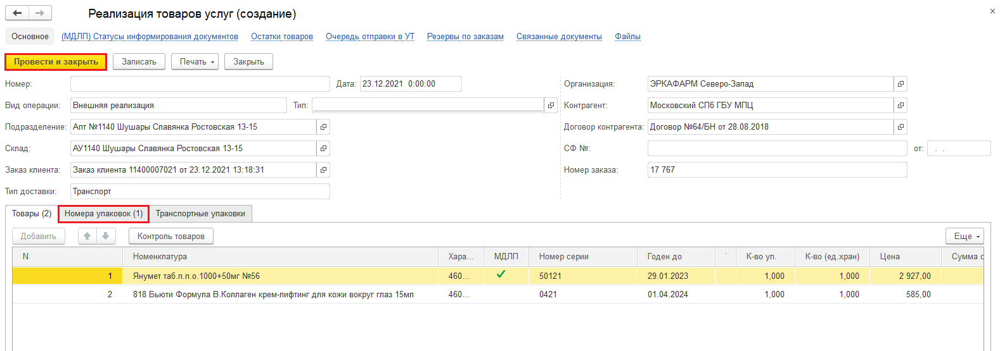 Реализация товаров услуг (создание)
Основное (МДЛП) Статусы информирования документов Остатки товаров Очередь отправки в УТ Резервы по заказам Связанные документы Файлы
Провести и закрыть Записать Печать Закрыть
Номер: Дата: 23.12.2021 0:00:00 Организация: ЭРКАФАРМ Северо-Запад
Вид операции: Внешняя реализация Тип: Контрагент: Московский СПб ГБУ МПЦ
Подразделение: Апт №1140 Шушары Славянка Ростовская 13-15 Договор контрагента: Договор №64/БН от 28.08.2018
Склад: АУ1140 Шушары Славянка Ростовская 13-15 СФ №: от: . .
Заказ клиента: Заказ клиента 11400007021 от 23.12.2021 13:18:31 Номер заказа: 17 767
Тип доставки: Транспорт
Товары (2) Номера упаковок (1) Транспортные упаковки
Добавить Контроль товаров Еще
N Номенклатура Хара... МДЛП Номер серии Годен до К-во уп. К-во (ед.хран) Цена Сумма с
1 Янумет таб.п.п.о.1000+50мг №56 460... 50121 29.01.2023 1,000 1,000 2 927,00
2 818 Бьюти Формула В.Коллаген крем-лифтинг для кожи вокруг глаз 15мл 460... 0421 01.04.2024 1,000 1,000 585,00